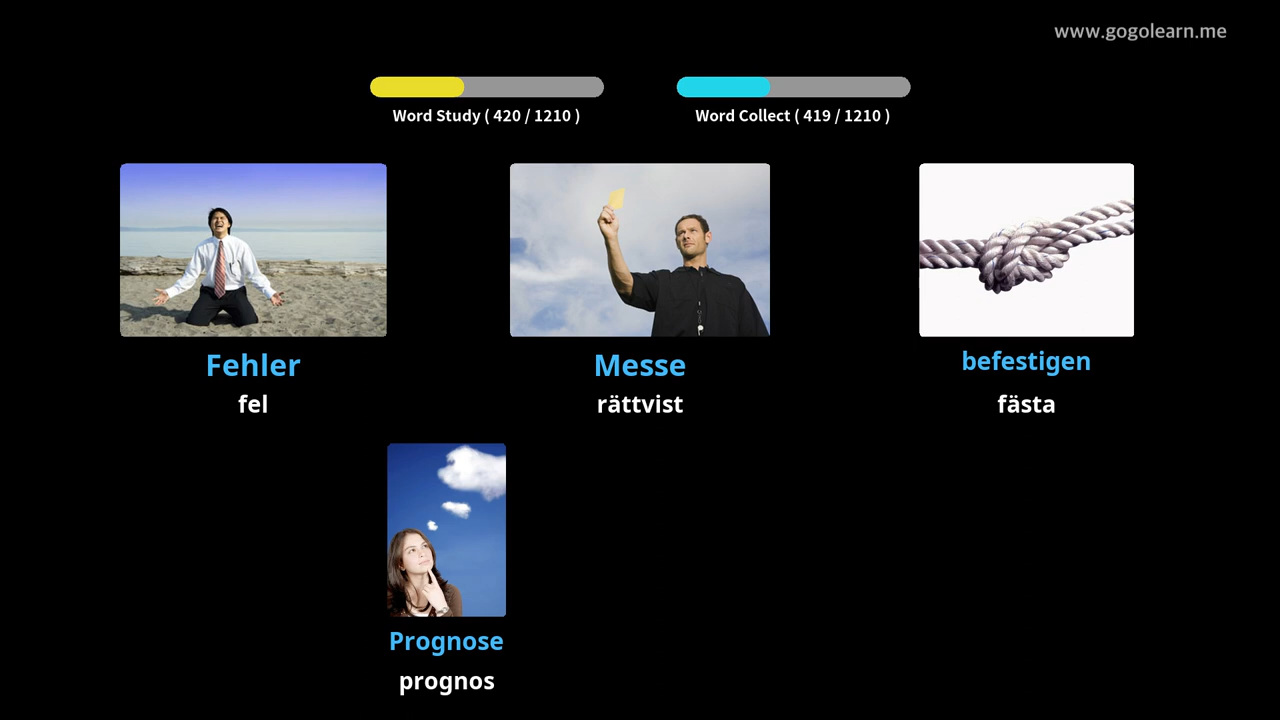 www.gogolearn.me
Word Study ( 420 / 1210 )
Word Collect ( 419 / 1210 )
Fehler
fel
Messe
rättvist
befestigen
fästa
Prognose
prognos